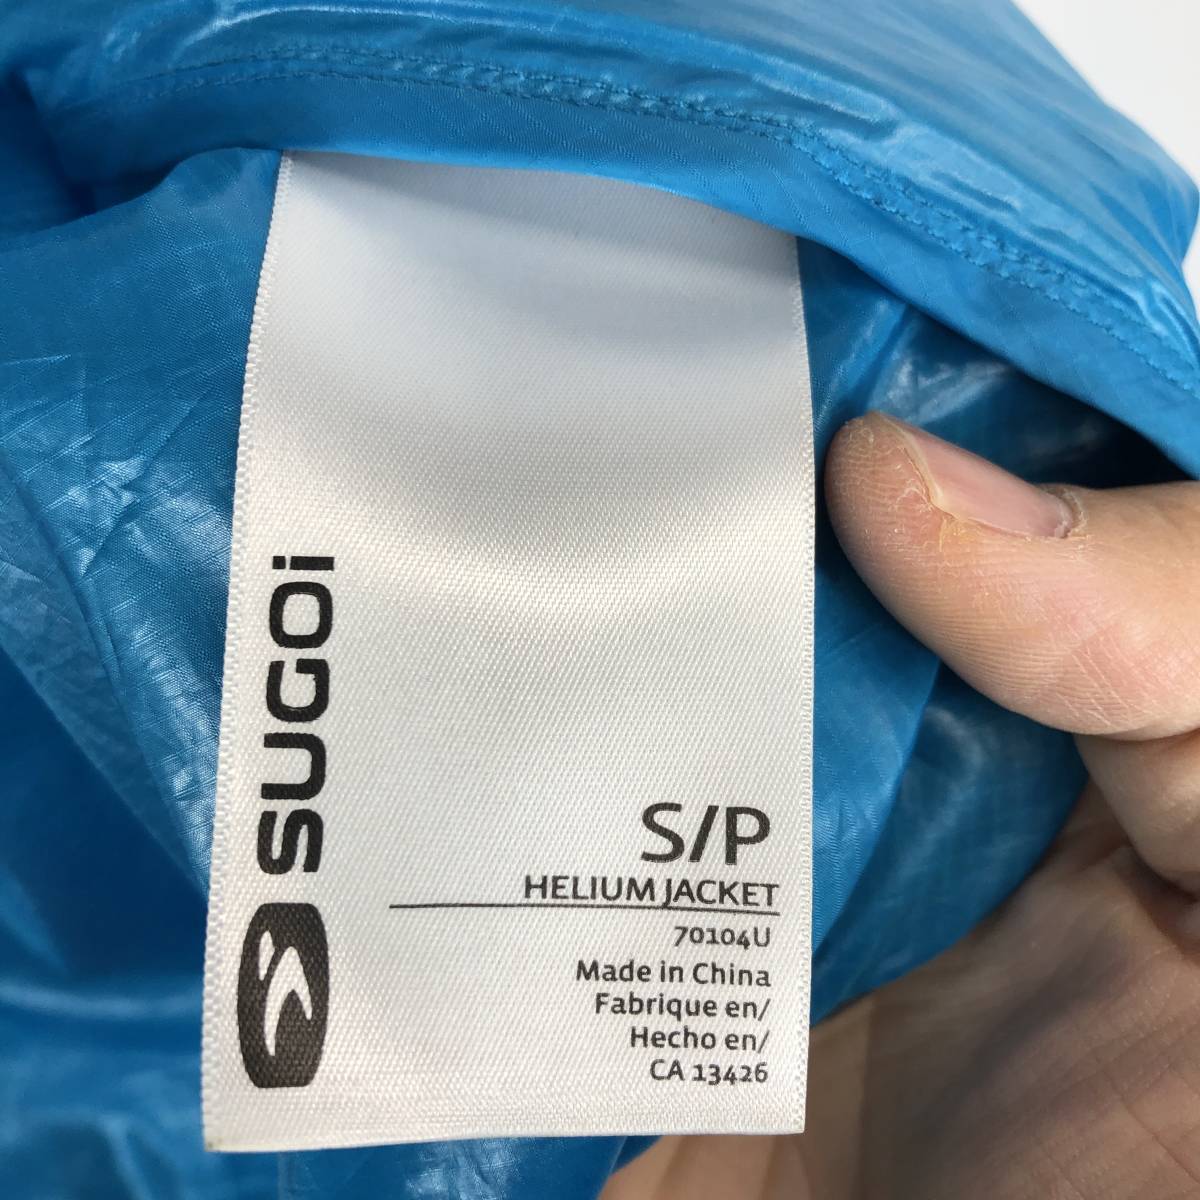 SUGOi
S/P
HELIUM JACKET
70104U
Made in China
Fabrique en/
Hecho en/
CA 13426